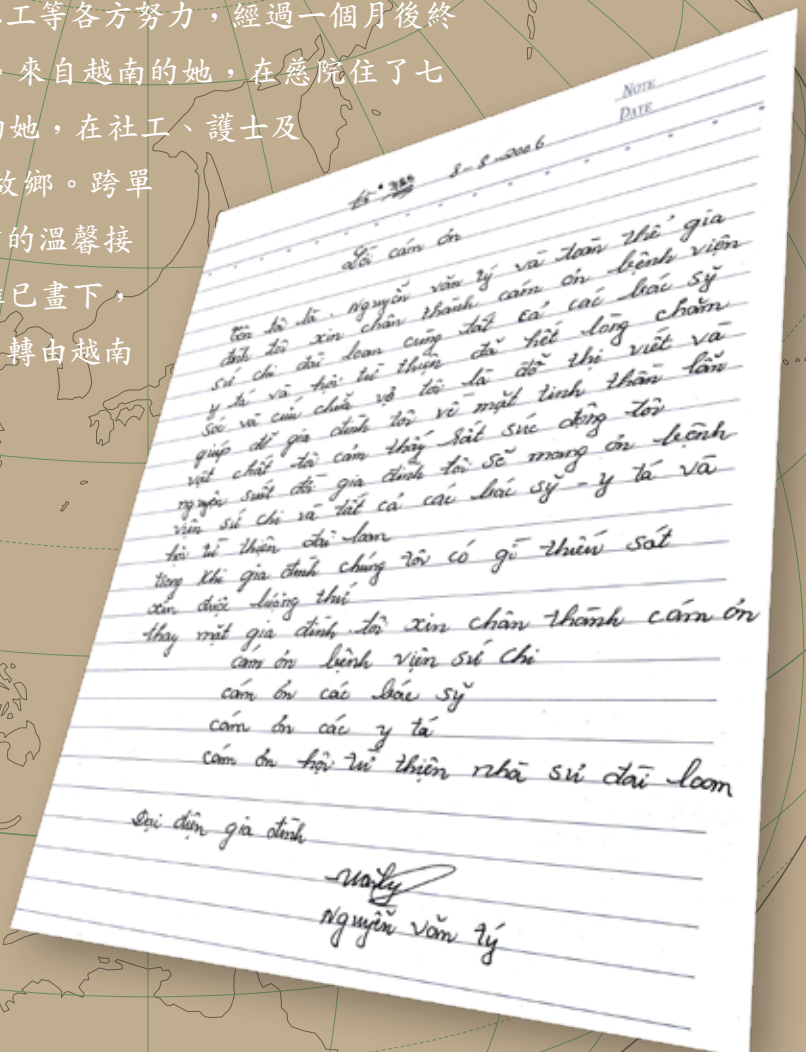 工等各方努力，經過一個月後終
。來自越南的她，在慈院住了七
的她，在社工、護士及
故鄉。跨單
的溫馨接
已畫下，
轉由越南
NOTE
DATE
8-8-2006
Lời cám ơn
tên tôi là. Nguyễn văn tý và toàn thể gia
đình tôi xin chân thành cám ơn bệnh viện
sứ chi đài loan cùng tất cả các bác sỹ
y tá và hội từ thiện đã hết lòng chăm
soc và cứu chữa vợ tôi là đỗ thị viết và
giúp đỡ gia đình tôi về mặt tinh thần lẫn
vật chất tôi cảm thấy rất súc động tôi
nguyện suốt đời gia đình tôi sẽ mang ơn bệnh
viện sứ chi và tất cả các bác sỹ - y tá và
hội từ thiện đài loan
trong khi gia đình chúng tôi có gì thiếu sót
xin được lượng thứ
thay mặt gia đình tôi xin chân thành cám ơn
cám ơn bệnh viện sứ chi
cám ơn các bác sỹ
cám ơn các y tá
cám ơn hội từ thiện nhà sứ đài loan
Đại diện gia đình
Nguyễn văn tý